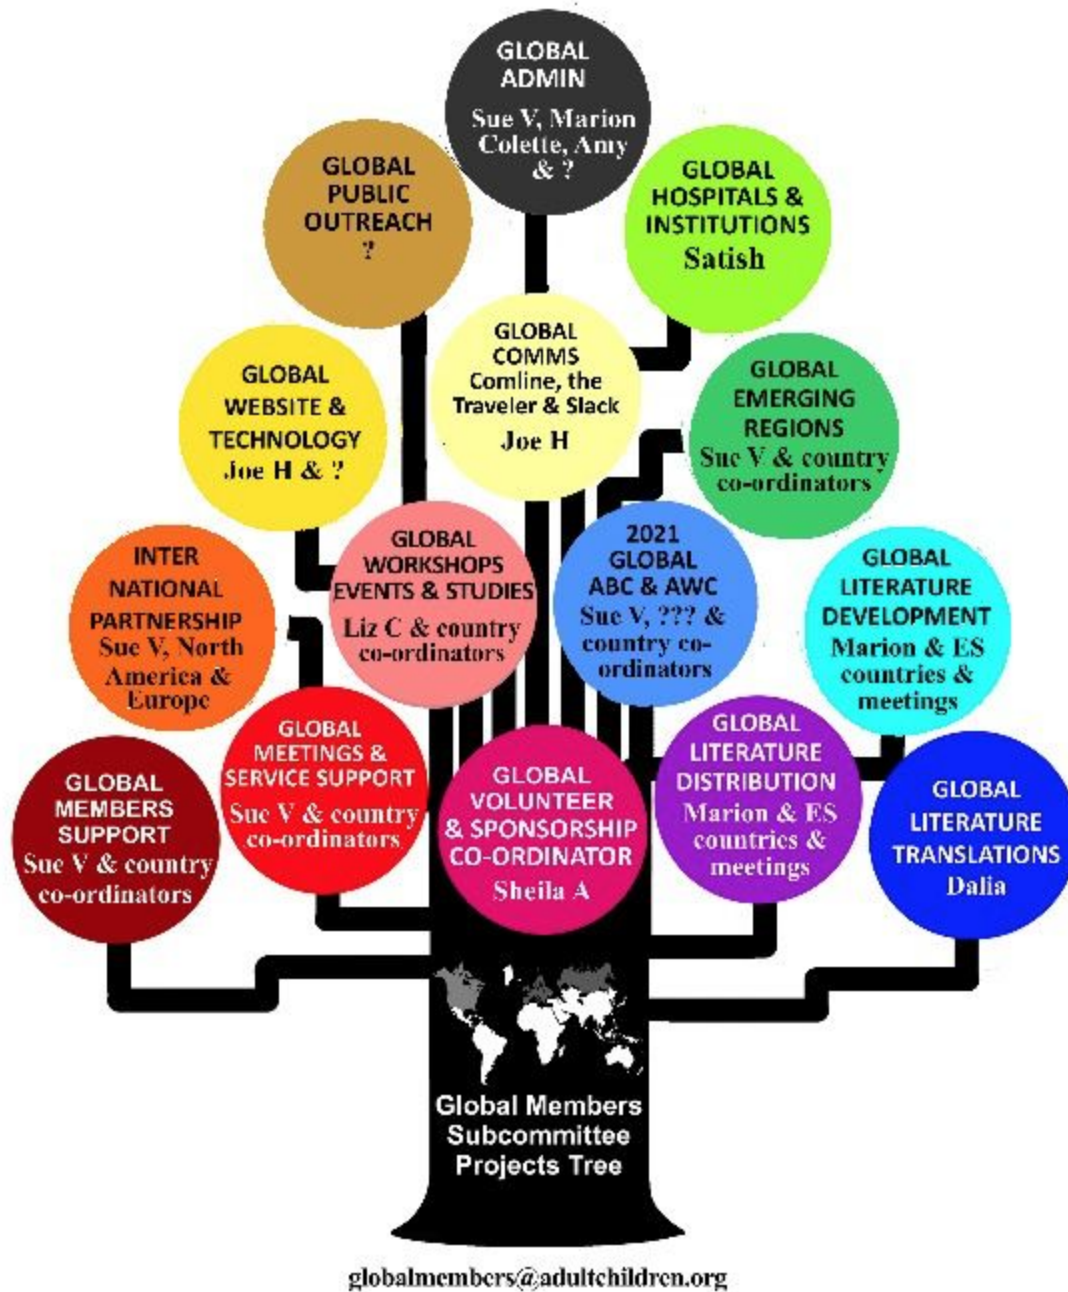 GLOBAL
ADMIN
Sue V, Marion
Colette, Amy
& ?
GLOBAL
PUBLIC
OUTREACH
?
GLOBAL
HOSPITALS &
INSTITUTIONS
Satish
GLOBAL
WEBSITE &
TECHNOLOGY
Joe H & ?
GLOBAL
COMMS
Comline, the
Traveler & Slack
Joe H
GLOBAL
EMERGING
REGIONS
Sue V & country
co-ordinators
INTER
NATIONAL
PARTNERSHIP
Sue V, North
America &
Europe
GLOBAL
WORKSHOPS
EVENTS & STUDIES
Liz C & country
co-ordinators
2021
GLOBAL
ABC & AWC
Sue V, ??? &
country co-
ordinators
GLOBAL
LITERATURE
DEVELOPMENT
Marion & ES
countries &
meetings
GLOBAL
MEMBERS
SUPPORT
Sue V & country
co-ordinators
GLOBAL
MEETINGS &
SERVICE SUPPORT
Sue V & country
co-ordinators
GLOBAL
VOLUNTEER
& SPONSORSHIP
CO-ORDINATOR
Sheila A
GLOBAL
LITERATURE
DISTRIBUTION
Marion & ES
countries &
meetings
GLOBAL
LITERATURE
TRANSLATIONS
Dalia
Global Members
Subcommittee
Projects Tree
globalmembers@adultchildren.org